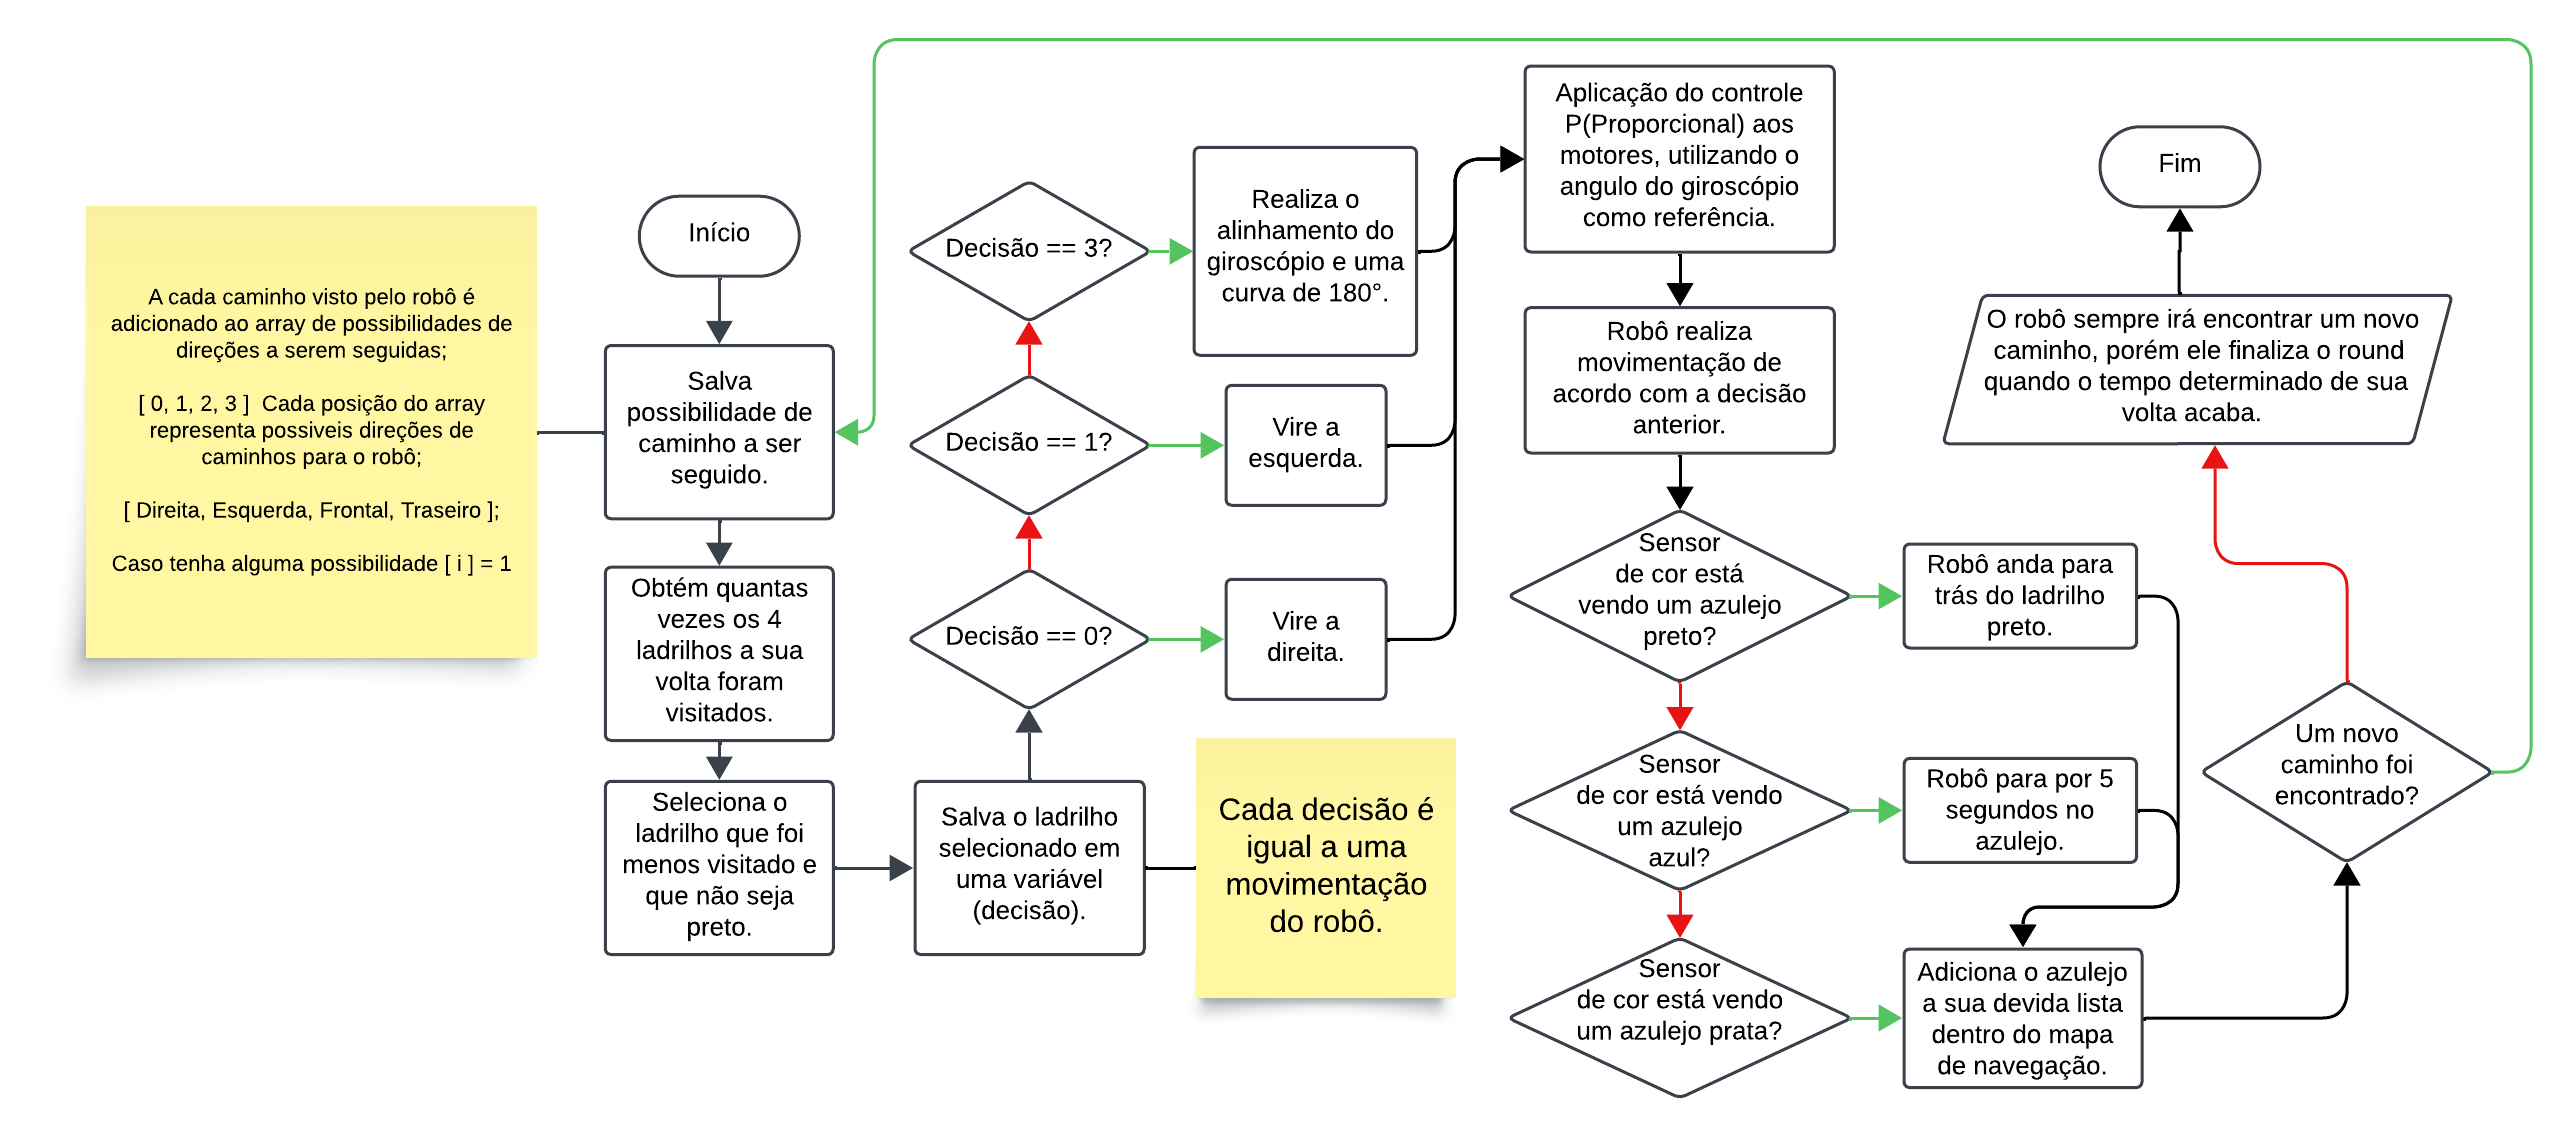 A cada caminho visto pelo robô é
adicionado ao array de possibilidades de
direções a serem seguidas;
[ 0, 1, 2, 3 ]  Cada posição do array
representa possiveis direções de
caminhos para o robô;
[ Direita, Esquerda, Frontal, Traseiro ];
Caso tenha alguma possibilidade [ i ] = 1
Início
Salva
possibilidade de
caminho a ser
seguido.
Obtém quantas
vezes os 4
ladrilhos a sua
volta foram
visitados.
Seleciona o
ladrilho que foi
menos visitado e
que não seja
preto.
Salva o ladrilho
selecionado em
uma variável
(decisão).
Cada decisão é
igual a uma
movimentação
do robô.
Decisão == 0?
Vire a
direita.
Decisão == 1?
Vire a
esquerda.
Decisão == 3?
Realiza o
alinhamento do
giroscópio e uma
curva de 180°.
Aplicação do controle
P(Proporcional) aos
motores, utilizando o
angulo do giroscópio
como referência.
Robô realiza
movimentação de
acordo com a decisão
anterior.
Sensor
de cor está
vendo um azulejo
preto?
Robô anda para
trás do ladrilho
preto.
Sensor
de cor está vendo
um azulejo
azul?
Robô para por 5
segundos no
azulejo.
Sensor
de cor está vendo
um azulejo prata?
Adiciona o azulejo
a sua devida lista
dentro do mapa
de navegação.
Um novo
caminho foi
encontrado?
O robô sempre irá encontrar um novo
caminho, porém ele finaliza o round
quando o tempo determinado de sua
volta acaba.
Fim